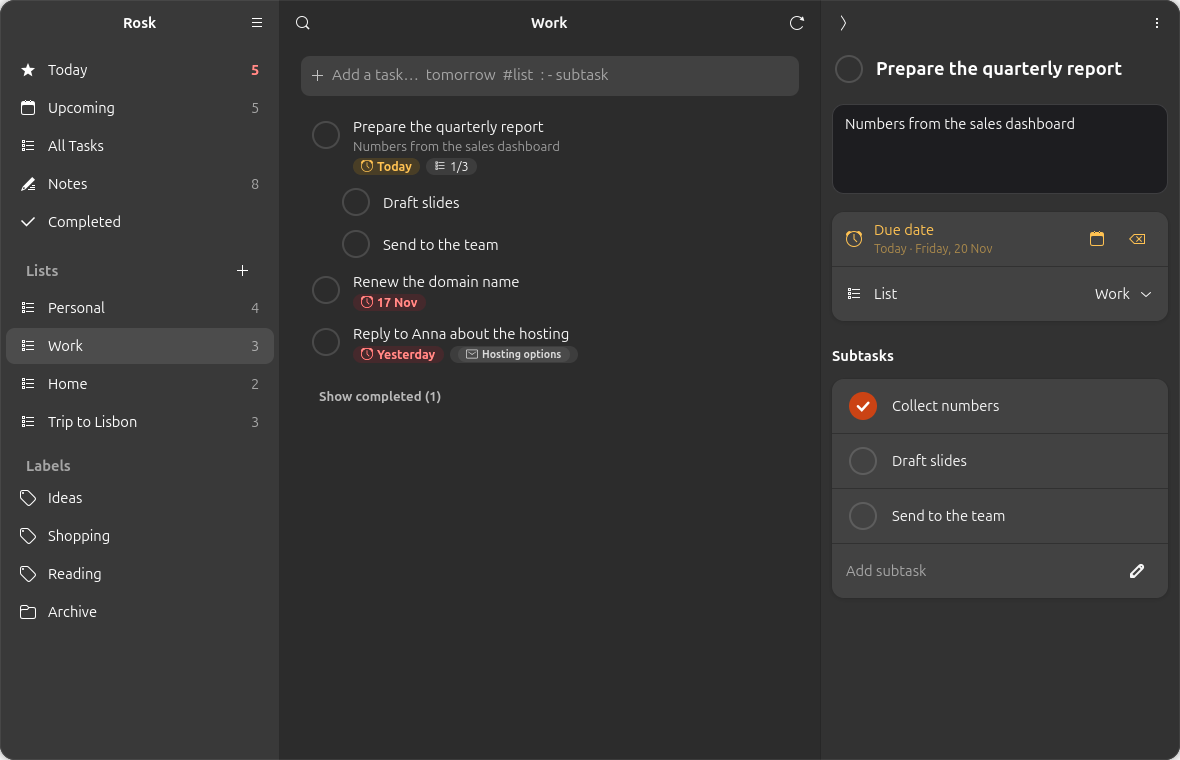 Rosk
Today 5
Upcoming 5
All Tasks
Notes 8
Completed
Lists
Personal 4
Work 3
Home 2
Trip to Lisbon 3
Labels
Ideas
Shopping
Reading
Archive
Work
Add a task… tomorrow #list : - subtask
Prepare the quarterly report
Numbers from the sales dashboard
Today 1/3
Draft slides
Send to the team
Renew the domain name
17 Nov
Reply to Anna about the hosting
Yesterday Hosting options
Show completed (1)
Prepare the quarterly report
Numbers from the sales dashboard
Due date
Today · Friday, 20 Nov
List Work
Subtasks
Collect numbers
Draft slides
Send to the team
Add subtask